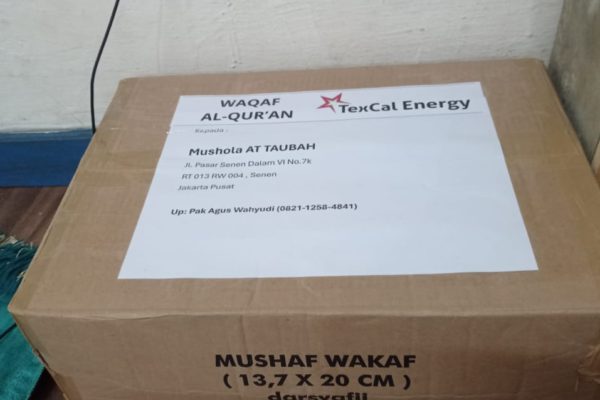 WAQAF
AL-QUR'AN
TexCal Energy
Kepada :
Mushola AT TAUBAH
Jl. Pasar Senen Dalam VI No.7k
RT 013 RW 004 , Senen
Jakarta Pusat
Up: Pak Agus Wahyudi (0821-1258-4841)
MUSHAF WAKAF
( 13,7 X 20 CM )
darsyafii